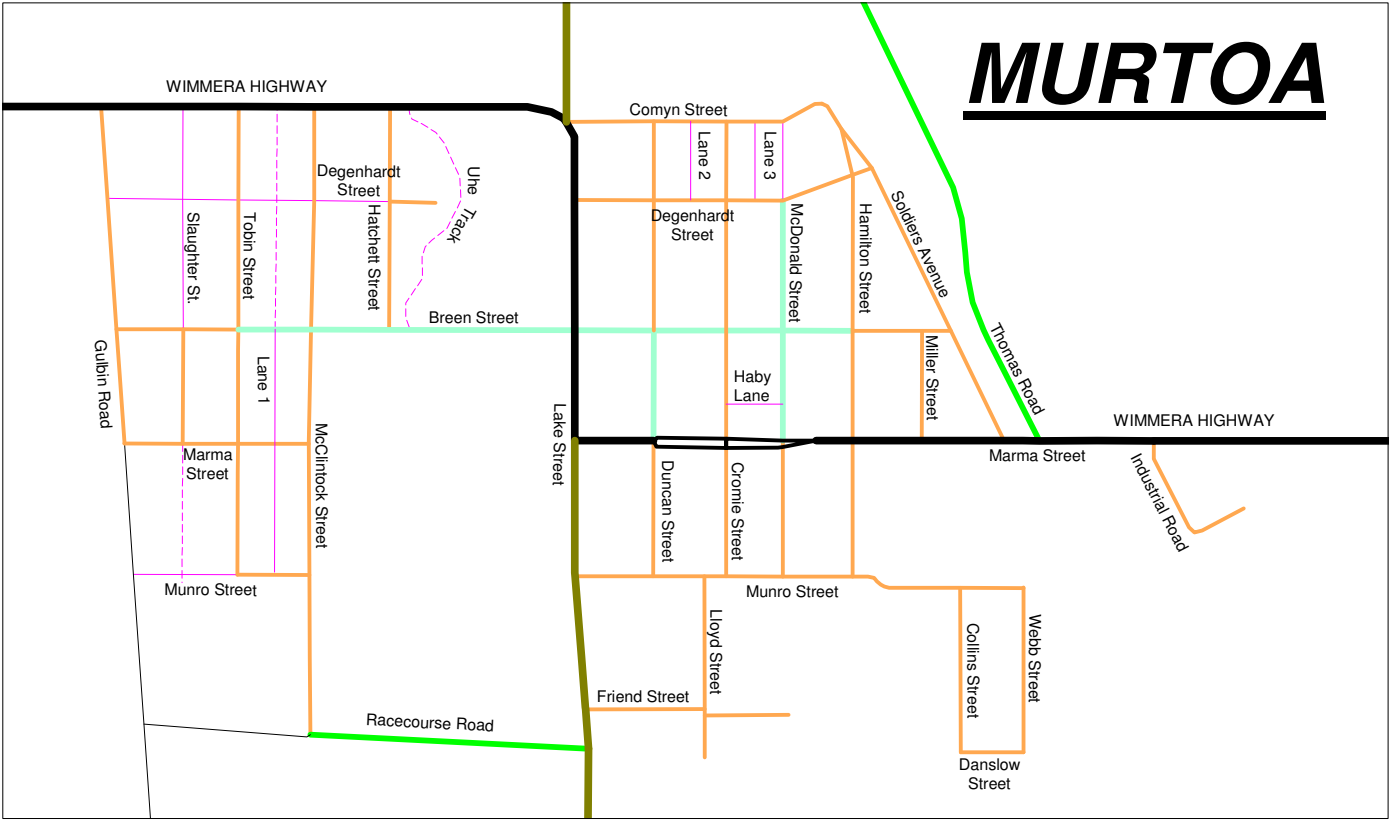 MURTOA
WIMMERA HIGHWAY
Comyn Street
Lane 2
Lane 3
Degenhardt
Street
Uhe Track
Slaughter St.
Tobin Street
Hatchett Street
Degenhardt
Street
McDonald Street
Hamilton Street
Soldiers Avenue
Breen Street
Gulbin Road
Lane 1
Haby
Lane
Miller Street
Thomas Road
Lake Street
WIMMERA HIGHWAY
McClintock Street
Marma
Street
Marma Street
Duncan Street
Cromie Street
Industrial Road
Munro Street
Munro Street
Lloyd Street
Collins Street
Webb Street
Friend Street
Racecourse Road
Danslow
Street